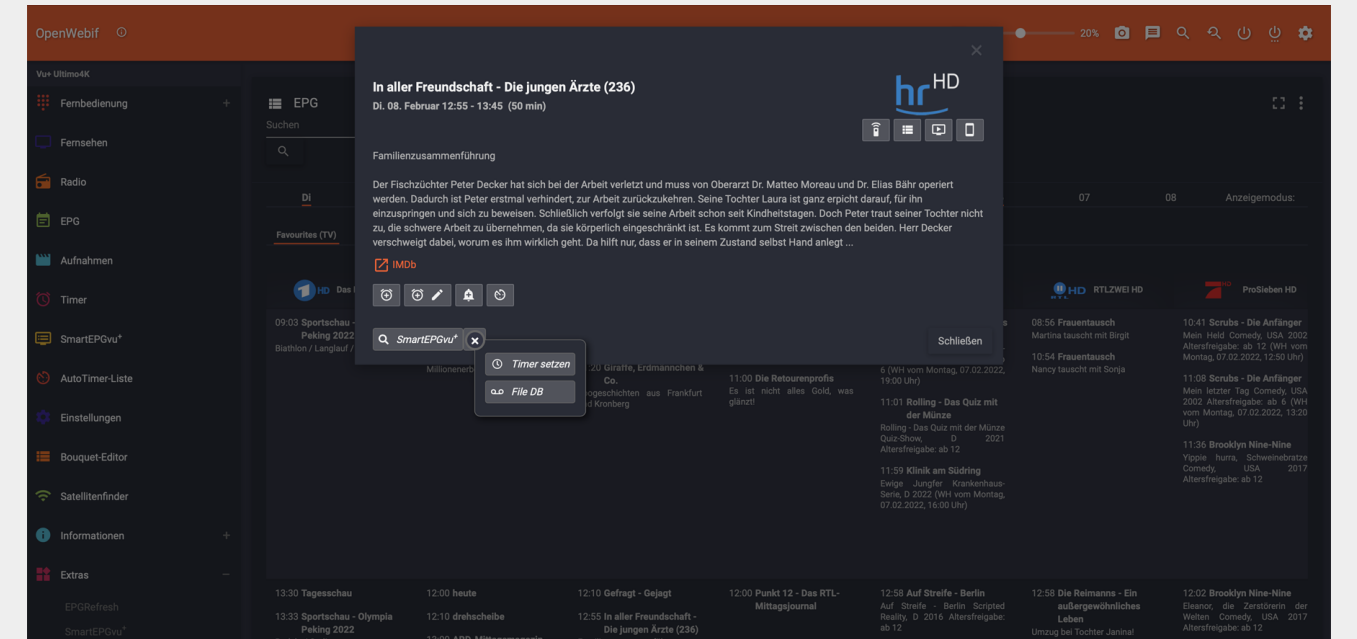 OpenWebif
20%
Vu+ Ultimo4K
Fernbedienung
Fernsehen
Radio
EPG
Aufnahmen
Timer
SmartEPGvu+
AutoTimer-Liste
Einstellungen
Bouquet-Editor
Satellitenfinder
Informationen
Extras
EPGRefresh
SmartEPGvu+
EPG
Suchen
Di
07
08
Anzeigemodus:
Favourites (TV)
In aller Freundschaft - Die jungen Ärzte (236)
Di. 08. Februar 12:55 - 13:45 (50 min)
hr HD
Familienzusammenführung
Der Fischzüchter Peter Decker hat sich bei der Arbeit verletzt und muss von Oberarzt Dr. Matteo Moreau und Dr. Elias Bähr operiert
werden. Dadurch ist Peter erstmal verhindert, zur Arbeit zurückzukehren. Seine Tochter Laura ist ganz erpicht darauf, für ihn
einzuspringen und sich zu beweisen. Schließlich verfolgt sie seine Arbeit schon seit Kindheitstagen. Doch Peter traut seiner Tochter nicht
zu, die schwere Arbeit zu übernehmen, da sie körperlich eingeschränkt ist. Es kommt zum Streit zwischen den beiden. Herr Decker
verschweigt dabei, worum es ihm wirklich geht. Da hilft nur, dass er in seinem Zustand selbst Hand anlegt ...
IMDb
SmartEPGvu+
Schließen
Timer setzen
File DB
HD Das
HD RTLZWEI HD
ProSieben HD
09:03 Sportschau -
Peking 2022
Biathlon / Langlauf /
Millionenerb
20 Giraffe, Erdmännchen &
Co.
ogeschichten aus Frankfurt
d Kronberg
11:00 Die Retourenprofis
Es ist nicht alles Gold, was
glänzt!
6 (WH vom Montag, 07.02.2022,
19:00 Uhr)
11:01 Rolling - Das Quiz mit
der Münze
Rolling - Das Quiz mit der Münze
Quiz-Show, D 2021
Altersfreigabe: ab 12
11:59 Klinik am Südring
Ewige Jungfer Krankenhaus-
Serie, D 2022 (WH vom Montag,
07.02.2022, 16:00 Uhr)
08:56 Frauentausch
Martina tauscht mit Birgit
10:54 Frauentausch
Nancy tauscht mit Sonja
10:41 Scrubs - Die Anfänger
Mein Held Comedy, USA 2002
Altersfreigabe: ab 12 (WH vom
Montag, 07.02.2022, 12:50 Uhr)
11:08 Scrubs - Die Anfänger
Mein letzter Tag Comedy, USA
2002 Altersfreigabe: ab 6 (WH
vom Montag, 07.02.2022, 13:20
Uhr)
11:36 Brooklyn Nine-Nine
Yippie hurra, Schweinebratze
Comedy, USA 2017
Altersfreigabe: ab 12
13:30 Tagesschau
13:33 Sportschau - Olympia
Peking 2022
12:00 heute
12:10 drehscheibe
12:10 Gefragt - Gejagt
12:55 In aller Freundschaft -
Die jungen Ärzte (236)
12:00 Punkt 12 - Das RTL-
Mittagsjournal
12:58 Auf Streife - Berlin
Auf Streife - Berlin Scripted
Reality, D 2016 Altersfreigabe:
ab 12
12:58 Die Reimanns - Ein
außergewöhnliches
Leben
Umzug bei Tochter Janina!
12:02 Brooklyn Nine-Nine
Eleanor, die Zerstörerin der
Welten Comedy, USA 2017
Altersfreigabe: ab 12